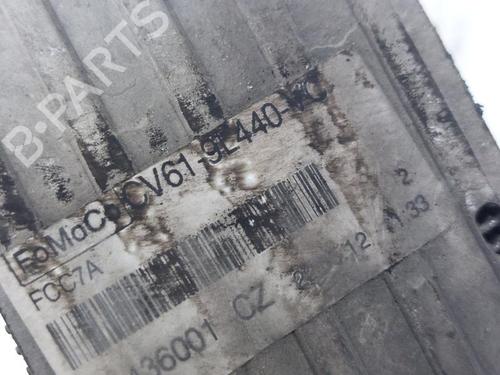 B-PARTS
FoMoCo CV61-9L440-VC
FCC7A
2
436001 CZ 12 33